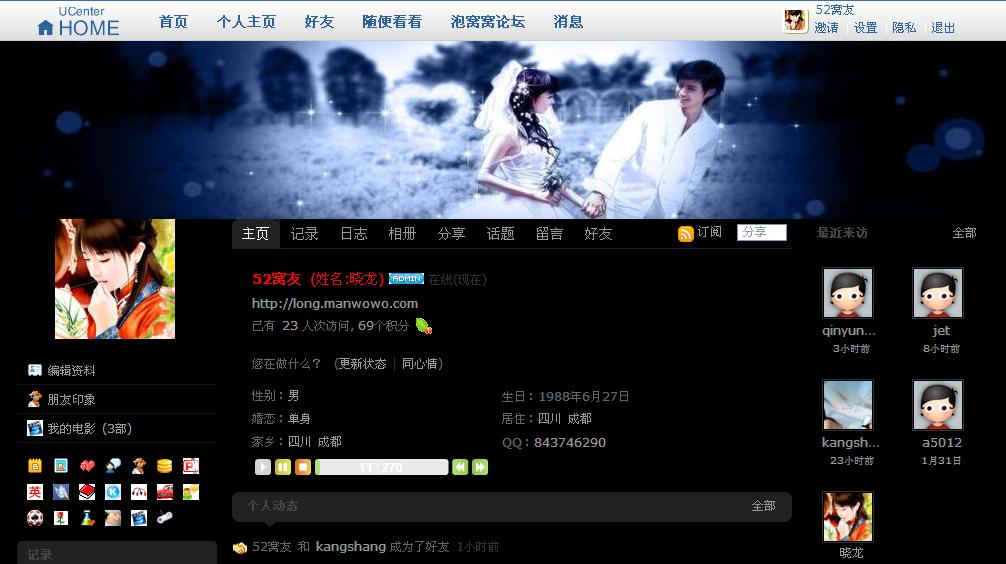 UCenter
HOME
首页 个人主页 好友 随便看看 泡窝窝论坛 消息
52窝友
邀请 设置 隐私 退出
主页 记录 日志 相册 分享 话题 留言 好友
订阅 分享
最近来访 全部
52窝友 (姓名:晓龙) ADMIN 在线(现在)
http://long.manwowo.com
已有 23 人次访问, 69个积分
您在做什么？ (更新状态 | 同心情)
性别：男
生日：1988年6月27日
婚恋：单身
居住：四川 成都
家乡：四川 成都
QQ：843746290
11 | 270
个人动态 全部
52窝友 和 kangshang 成为了好友 1小时前
编辑资料
朋友印象
我的电影 (3部)
英
记录
qinyun...
3小时前
jet
8小时前
kangsh...
23小时前
a5012
1月31日
晓龙